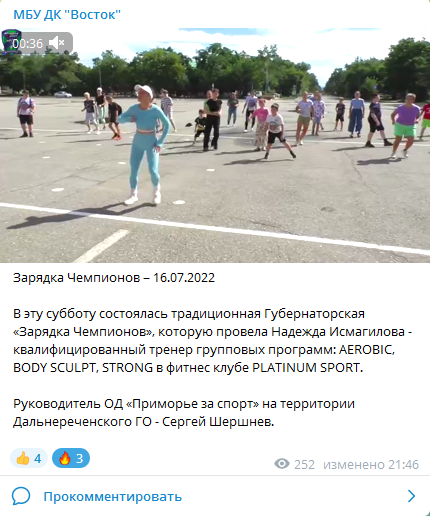 МБУ ДК "Восток"
00:36
Зарядка Чемпионов – 16.07.2022
В эту субботу состоялась традиционная Губернаторская
«Зарядка Чемпионов», которую провела Надежда Исмагилова -
квалифицированный тренер групповых программ: AEROBIC,
BODY SCULPT, STRONG в фитнес клубе PLATINUM SPORT.
Руководитель ОД «Приморье за спорт» на территории
Дальнереченского ГО - Сергей Шершнев.
4 3
252 изменено 21:46
Прокомментировать